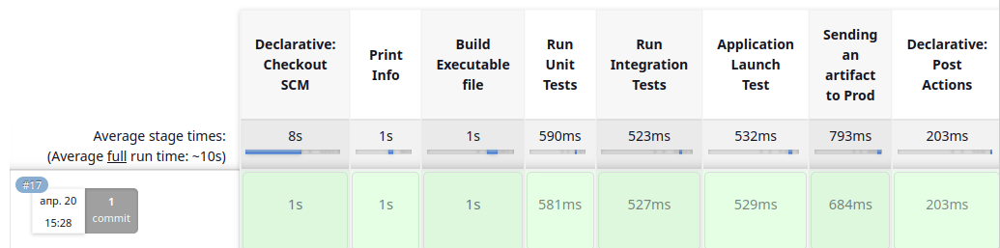 Declarative:
Checkout
SCM
Print
Info
Build
Executable
file
Run
Unit
Tests
Run
Integration
Tests
Application
Launch
Test
Sending
an
artifact
to Prod
Declarative:
Post
Actions
Average stage times:
(Average full run time: ~10s)
8s
1s
1s
590ms
523ms
532ms
793ms
203ms
#17
апр. 20
15:28
1
commit
1s
1s
1s
581ms
527ms
529ms
684ms
203ms